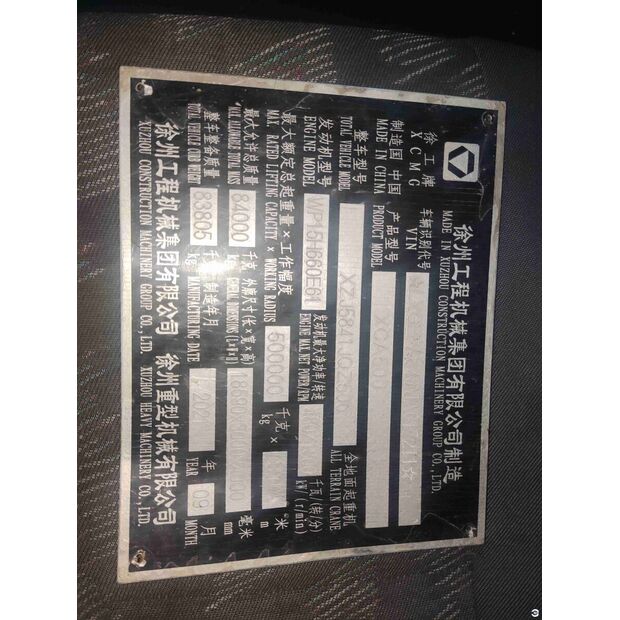 徐州工程机械集团有限公司制造
MADE IN XUZHOU CONSTRUCTION MACHINERY GROUP CO.,LTD.
徐工牌
XCMG
车辆识别代号
VIN
制造国 中国
MADE IN CHINA
产品型号
PRODUCT MODEL
整车型号
TOTAL VEHICLE MODEL
全地面起重机
ALL TERRAIN CRANE
发动机型号
ENGINE MODEL
WP15H660E61
发动机最大净功率/转速
ENGINE MAX.NET POWER/RPM
千瓦/(转/分)
kW/(r/min)
最大额定总起重量×工作幅度
MAX. RATED LIFTING CAPACITY × WORKING RADIUS
500000
千克×
kg
米
m
最大允许总质量
MAX.ALLOWABLE TOTAL MASS
84000
千克
kg
外廓尺寸(长x宽x高)
毫米
mm
整车整备质量
TOTAL VEHICLE CURB WEIGHT
83805
千克
kg
制造年月
MANUFACTURING DATE
年
YEAR
09
月
MONTH
徐州工程机械集团有限公司 徐州重型机械有限公司
XUZHOU CONSTRUCTION MACHINERY GROUP CO.,LTD. XUZHOU HEAVY MACHINERY CO.,LTD.